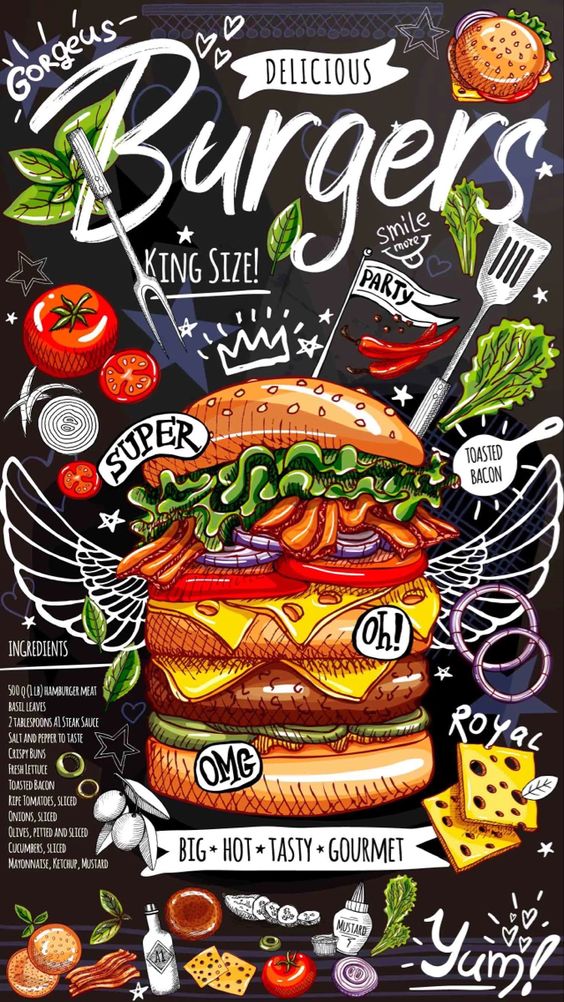 Gorgeus
DELICIOUS
Burgers
Smile
more
KING SIZE!
PARTY
SUPER
TOASTED
BACON
Oh!
INGREDIENTS
500 Q (1 LB) HAMBURGER MEAT
BASIL LEAVES
2 TABLESPOONS A1 STEAK SAUCE
SALT AND PEPPER TO TASTE
CRISPY BUNS
FRESH LETTUCE
TOASTED BACON
RIPE TOMATOES, SLICED
ONIONS, SLICED
OLIVES, PITTED AND SLICED
CUCUMBERS, SLICED
MAYONNAISE, KETCHUP, MUSTARD
ROYAL
OMG
BIG * HOT * TASTY * GOURMET
MUSTARD
A1
Yum!